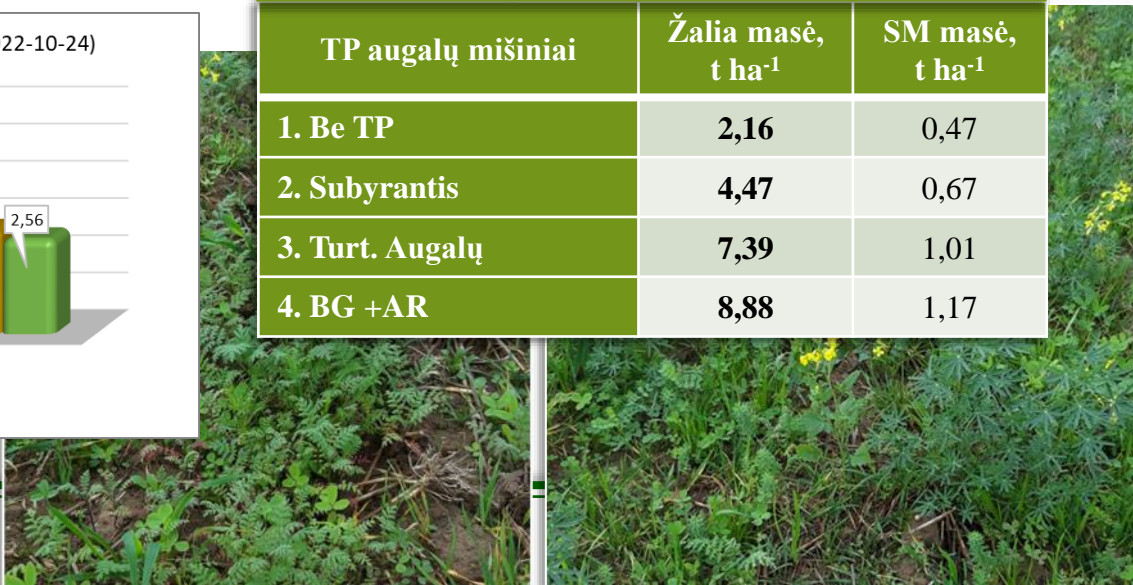 22-10-24)
2,56
TP augalų mišiniai Žalia masė, t ha-1 SM masė, t ha-1
1. Be TP 2,16 0,47
2. Subyrantis 4,47 0,67
3. Turt. Augalų 7,39 1,01
4. BG +AR 8,88 1,17